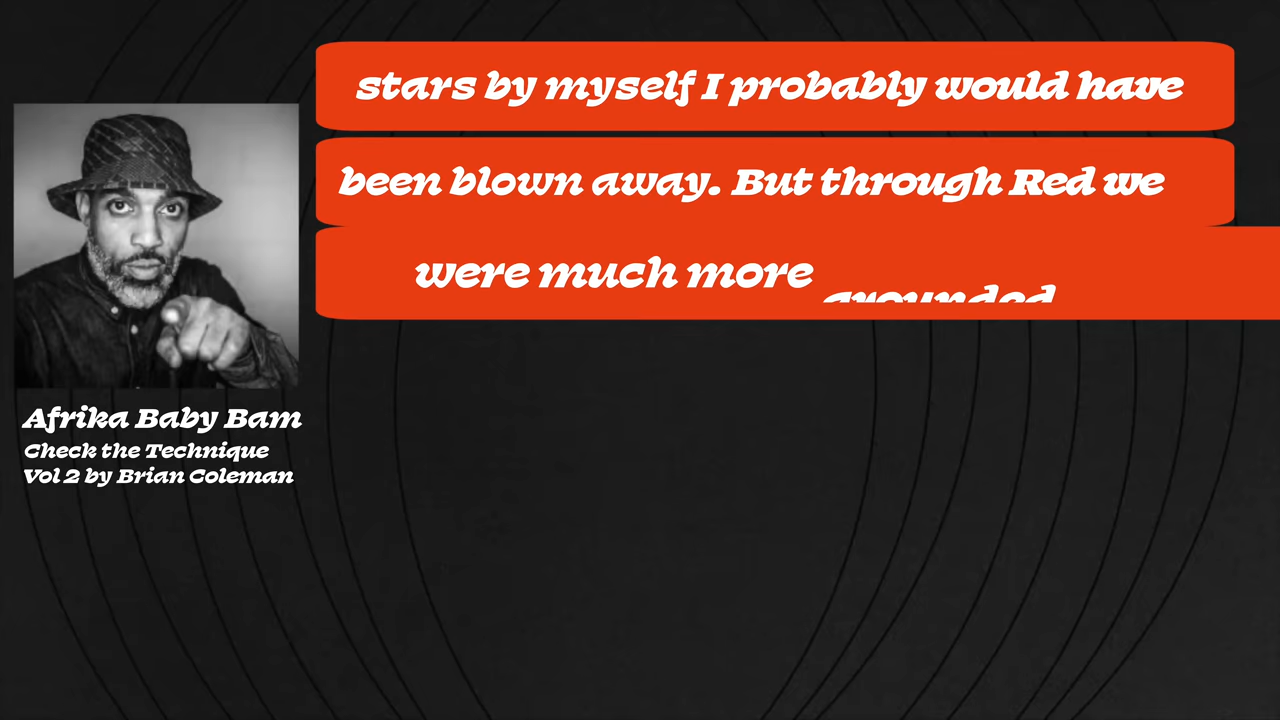 stars by myself I probably would have
been blown away. But through Red we
were much more grounded
Afrika Baby Bam
Check the Technique
Vol 2 by Brian Coleman